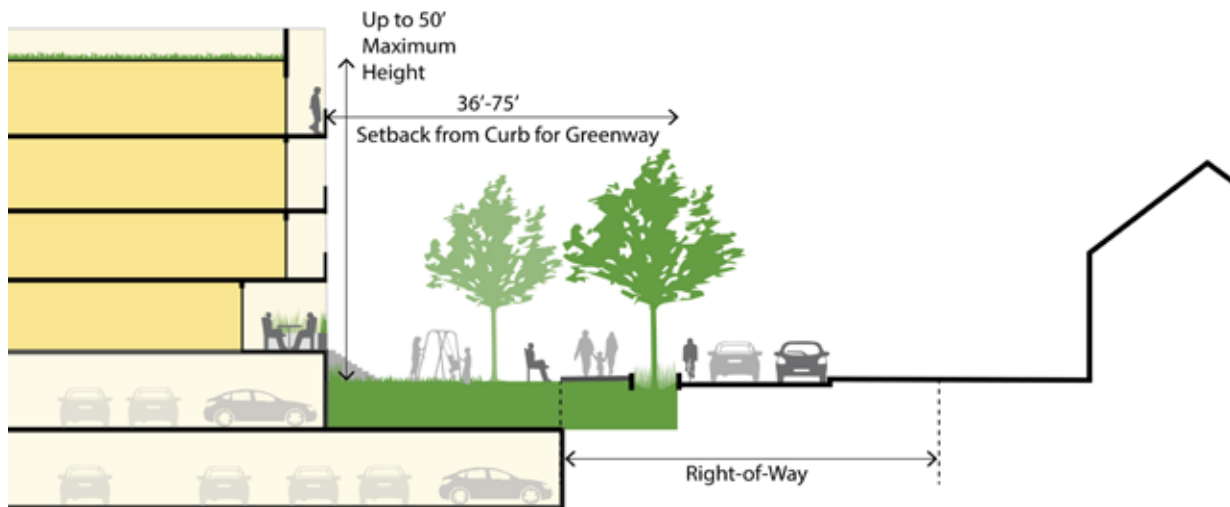 Up to 50’
Maximum
Height
36’-75’
Setback from Curb for Greenway
Right-of-Way